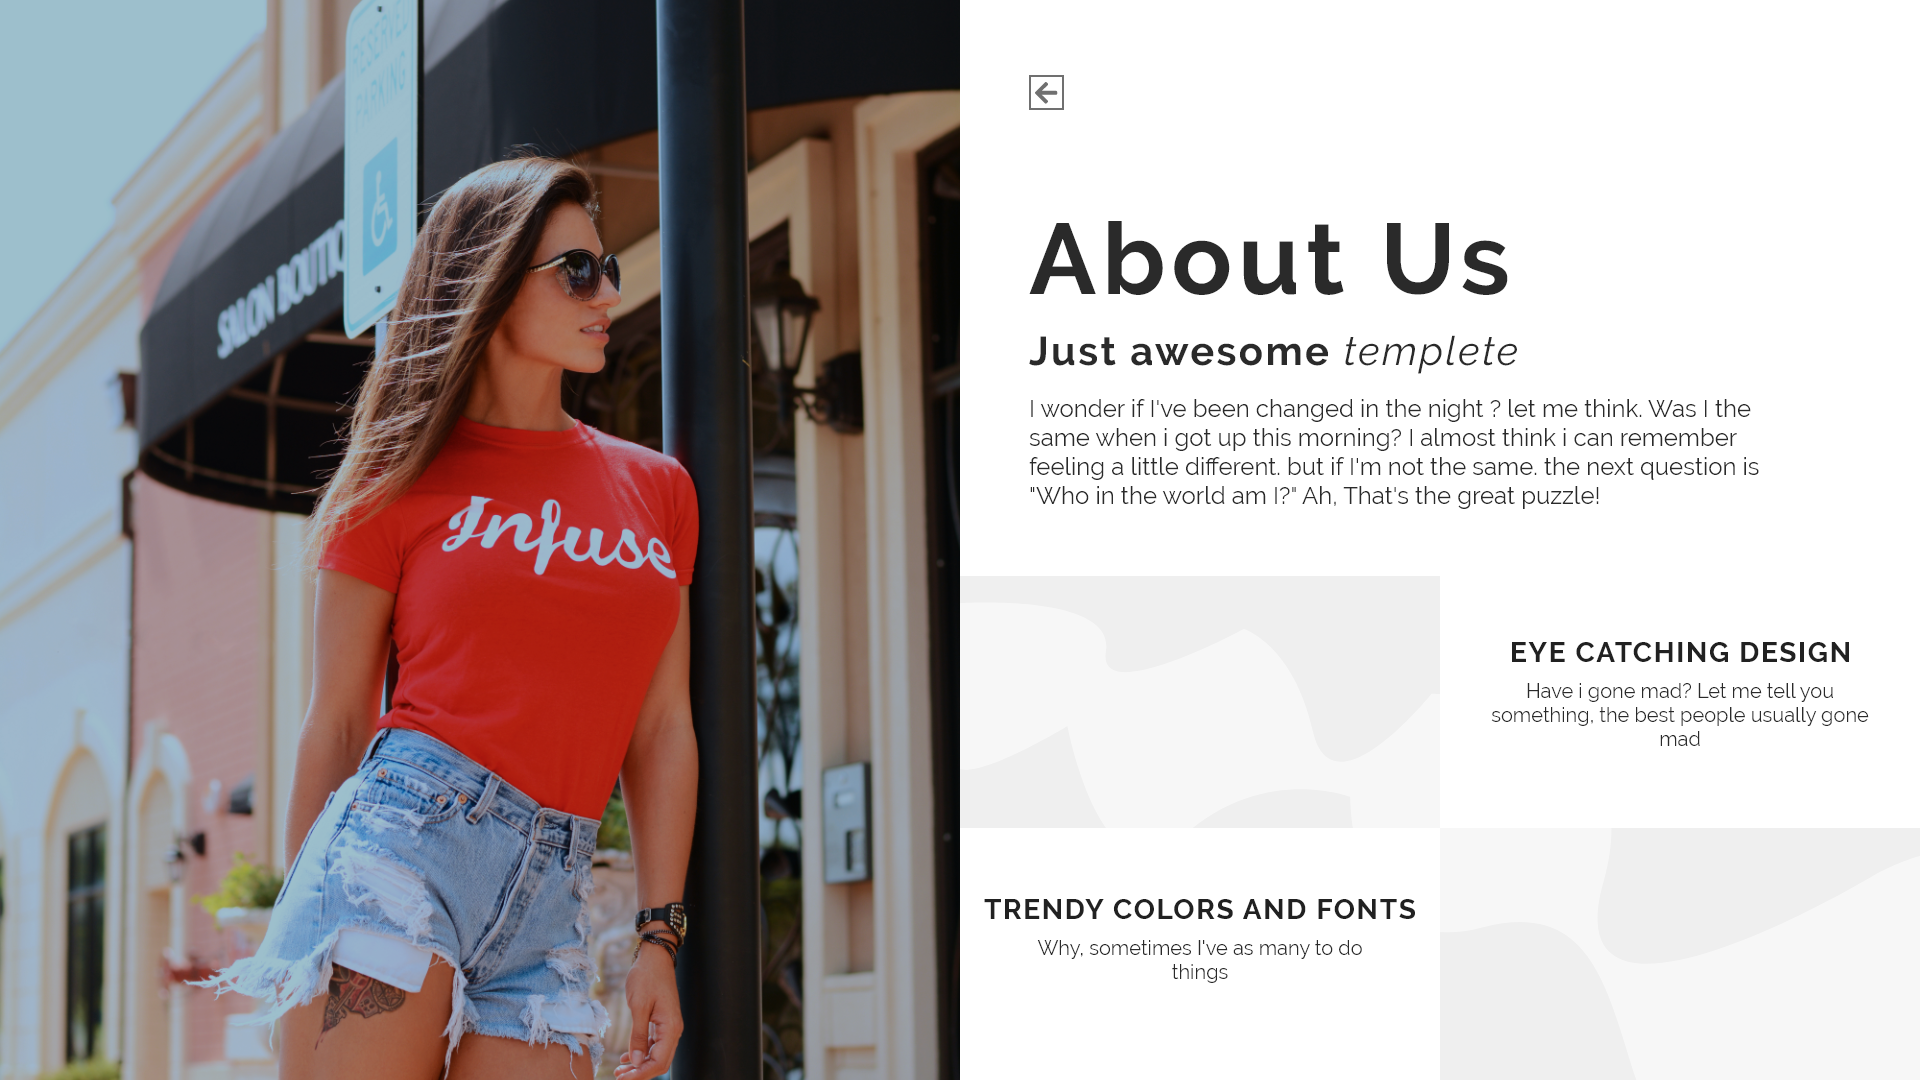 RESERVED
PARKING
SALON BOUTIQ
Infuse
About Us
Just awesome templete
I wonder if I've been changed in the night ? let me think. Was I the
same when i got up this morning? I almost think i can remember
feeling a little different. but if I'm not the same. the next question is
"Who in the world am I?" Ah, That's the great puzzle!
EYE CATCHING DESIGN
Have i gone mad? Let me tell you
something, the best people usually gone
mad
TRENDY COLORS AND FONTS
Why, sometimes I've as many to do
things